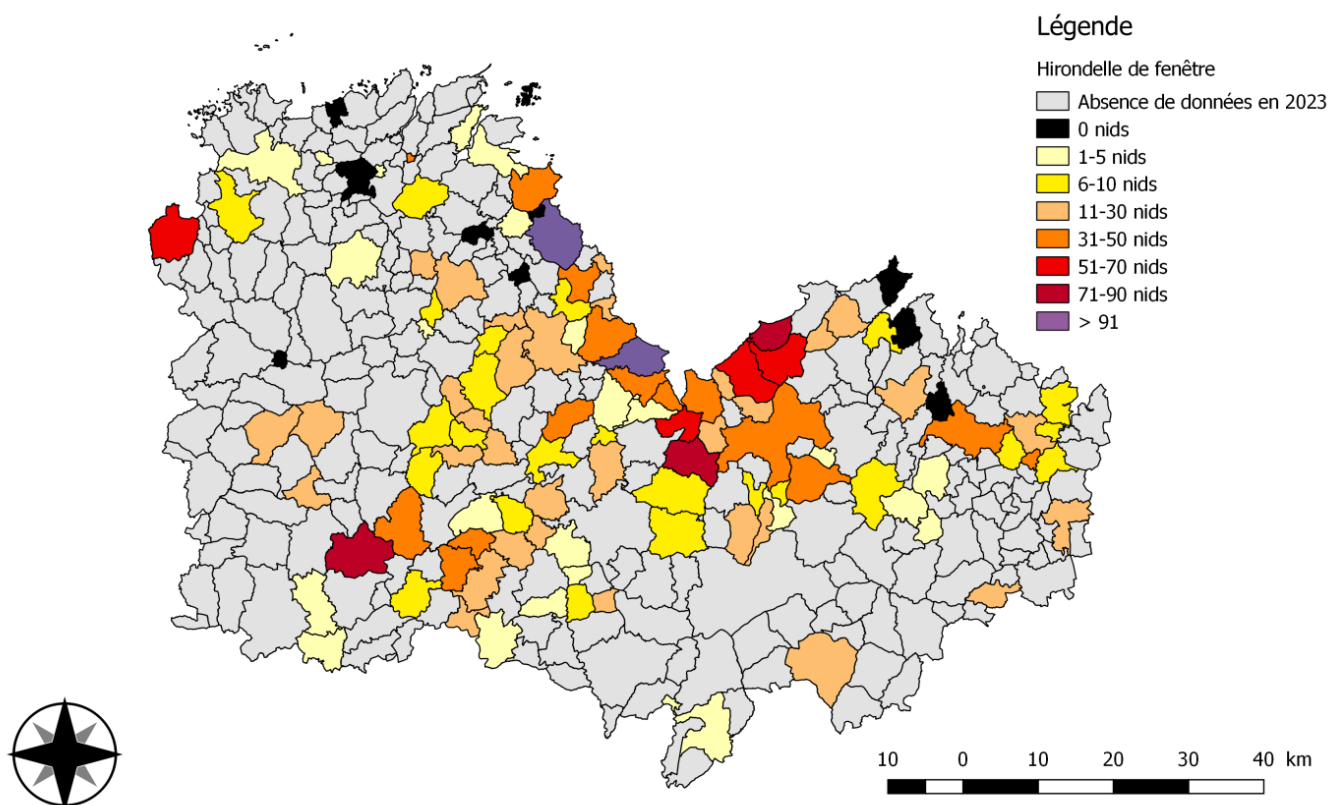 Légende
Hirondelle de fenêtre
Absence de données en 2023
0 nids
1-5 nids
6-10 nids
11-30 nids
31-50 nids
51-70 nids
71-90 nids
> 91
10 0 10 20 30 40 km